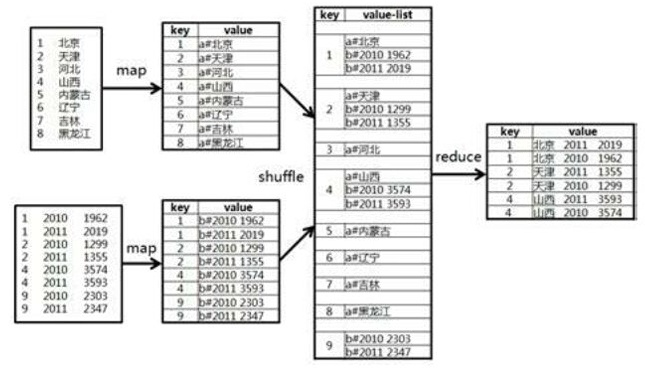 1 北京
2 天津
3 河北
4 山西
5 内蒙古
6 辽宁
7 吉林
8 黑龙江
map
key value
1 a#北京
2 a#天津
3 a#河北
4 a#山西
5 a#内蒙古
6 a#辽宁
7 a#吉林
8 a#黑龙江
1 2010 1962
1 2011 2019
2 2010 1299
2 2011 1355
4 2010 3574
4 2011 3593
9 2010 2303
9 2011 2347
map
key value
1 b#2010 1962
1 b#2011 2019
2 b#2010 1299
2 b#2011 1355
4 b#2010 3574
4 b#2011 3593
9 b#2010 2303
9 b#2011 2347
shuffle
key value-list
a#北京
1 b#2010 1962
b#2011 2019
a#天津
2 b#2010 1299
b#2011 1355
3 a#河北
a#山西
4 b#2010 3574
b#2011 3593
5 a#内蒙古
6 a#辽宁
7 a#吉林
8 a#黑龙江
9 b#2010 2303
b#2011 2347
reduce
key value
1 北京 2011 2019
1 北京 2010 1962
2 天津 2011 1355
2 天津 2010 1299
4 山西 2011 3593
4 山西 2010 3574